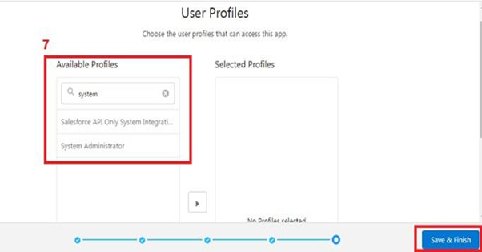 User Profiles
Choose the user profiles that can access this app.
7
Available Profiles
Selected Profiles
system
Salesforce API Only System Integrati...
System Administrator
No Profiles selected
Save & Finish